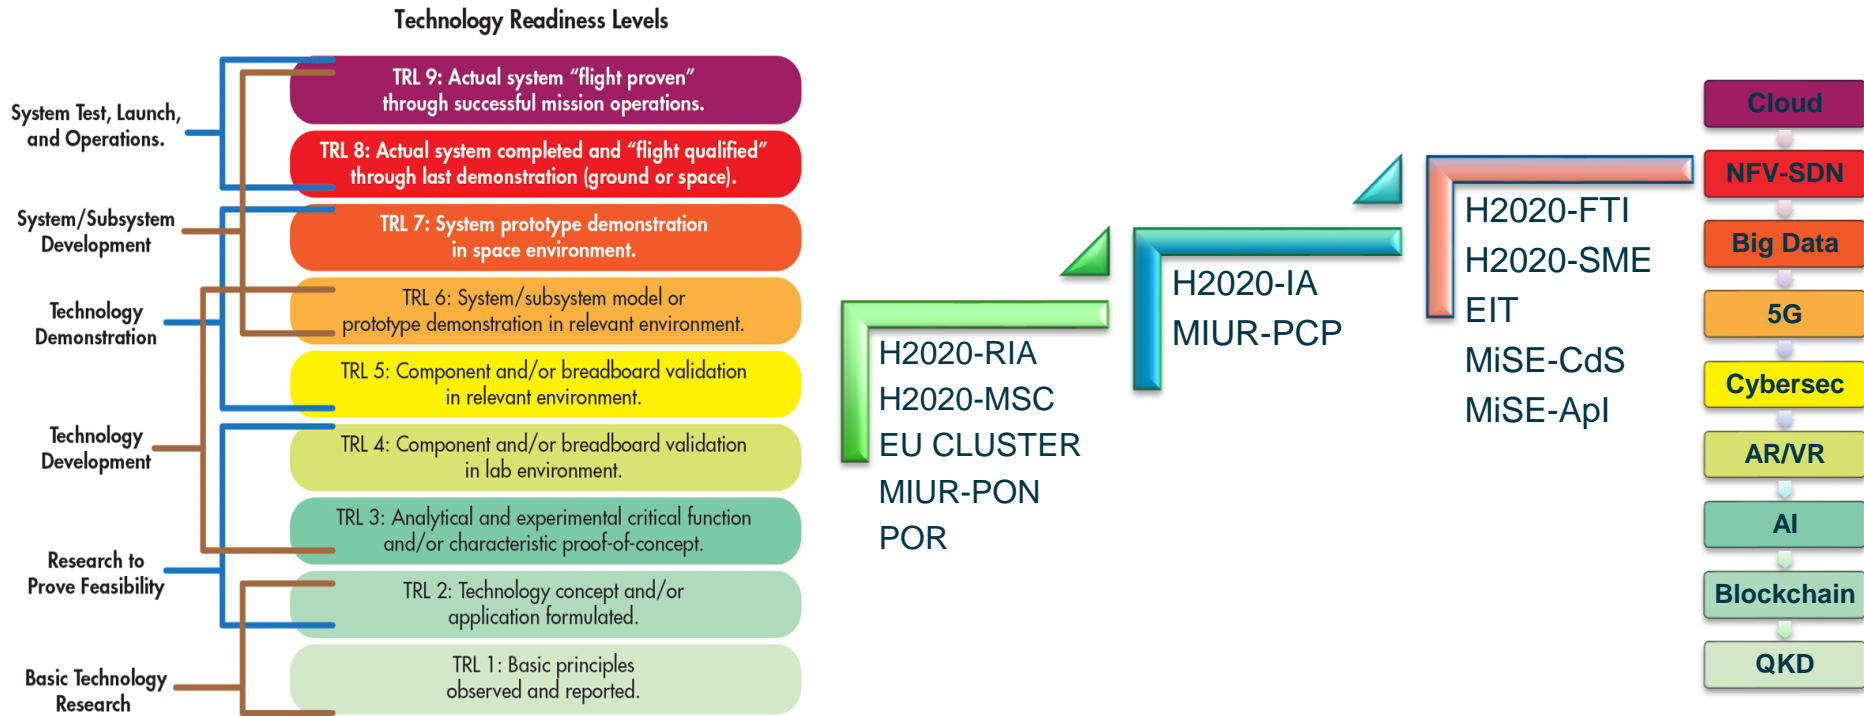 Technology Readiness Levels
System Test, Launch,
and Operations.
System/Subsystem
Development
Technology
Demonstration
Technology
Development
Research to
Prove Feasibility
Basic Technology
Research
TRL 9: Actual system “flight proven”
through successful mission operations.
TRL 8: Actual system completed and “flight qualified”
through last demonstration (ground or space).
TRL 7: System prototype demonstration
in space environment.
TRL 6: System/subsystem model or
prototype demonstration in relevant environment.
TRL 5: Component and/or breadboard validation
in relevant environment.
TRL 4: Component and/or breadboard validation
in lab environment.
TRL 3: Analytical and experimental critical function
and/or characteristic proof-of-concept.
TRL 2: Technology concept and/or
application formulated.
TRL 1: Basic principles
observed and reported.
H2020-RIA
H2020-MSC
EU CLUSTER
MIUR-PON
POR
H2020-IA
MIUR-PCP
H2020-FTI
H2020-SME
EIT
MiSE-CdS
MiSE-ApI
Cloud
NFV-SDN
Big Data
5G
Cybersec
AR/VR
AI
Blockchain
QKD